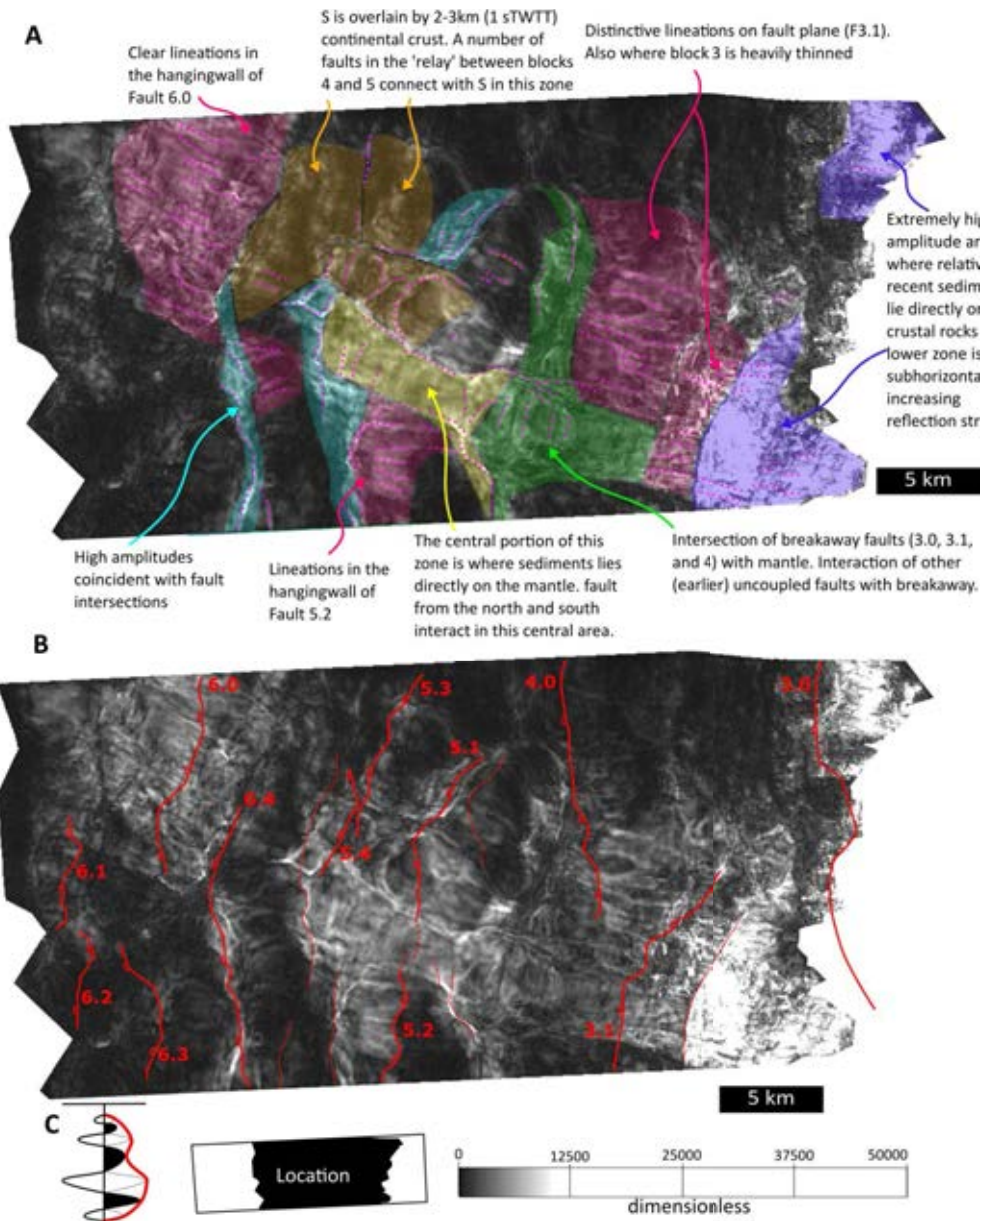 A
Clear lineations in
the hangingwall of
Fault 6.0
S is overlain by 2-3km (1 sTWTT)
continental crust. A number of
faults in the 'relay' between blocks
4 and 5 connect with S in this zone
Distinctive lineations on fault plane (F3.1).
Also where block 3 is heavily thinned
Extremely hi
amplitude ar
where relativ
recent sedim
lie directly or
crustal rocks
lower zone is
subhorizonta
increasing
reflection str
5 km
High amplitudes
coincident with fault
intersections
Lineations in the
hangingwall of
Fault 5.2
The central portion of this
zone is where sediments lies
directly on the mantle. fault
from the north and south
interact in this central area.
Intersection of breakaway faults (3.0, 3.1,
and 4) with mantle. Interaction of other
(earlier) uncoupled faults with breakaway.
B
6.0
5.3
4.0
3.0
5.1
6.4
5.4
6.1
6.2
6.3
5.2
3.1
5 km
C
Location
0 12500 25000 37500 50000
dimensionless